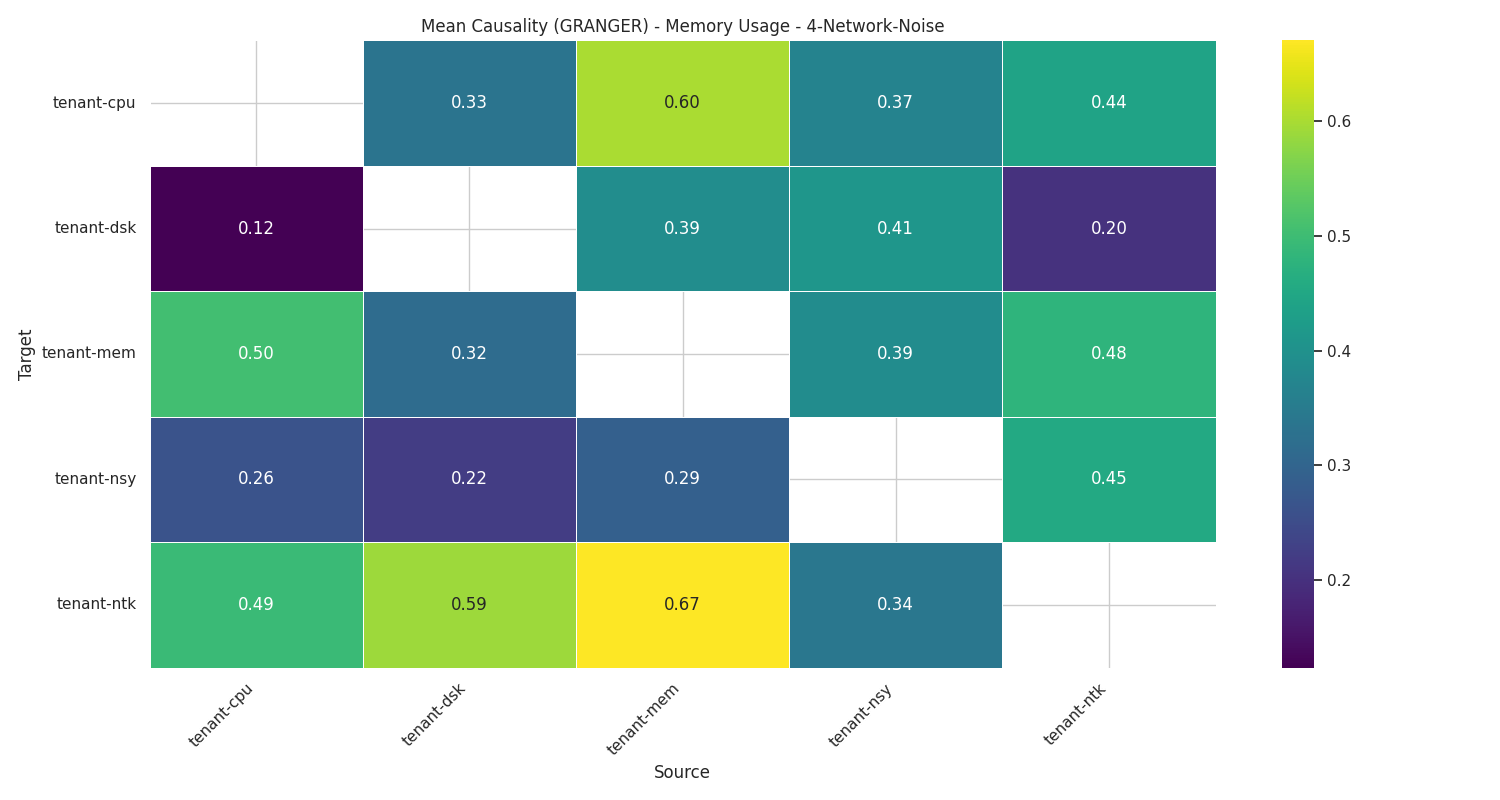 Mean Causality (GRANGER) - Memory Usage - 4-Network-Noise
Target
tenant-cpu 0.33 0.60 0.37 0.44
tenant-dsk 0.12 0.39 0.41 0.20
tenant-mem 0.50 0.32 0.39 0.48
tenant-nsy 0.26 0.22 0.29 0.45
tenant-ntk 0.49 0.59 0.67 0.34
tenant-cpu tenant-dsk tenant-mem tenant-nsy tenant-ntk
Source
0.6
0.5
0.4
0.3
0.2